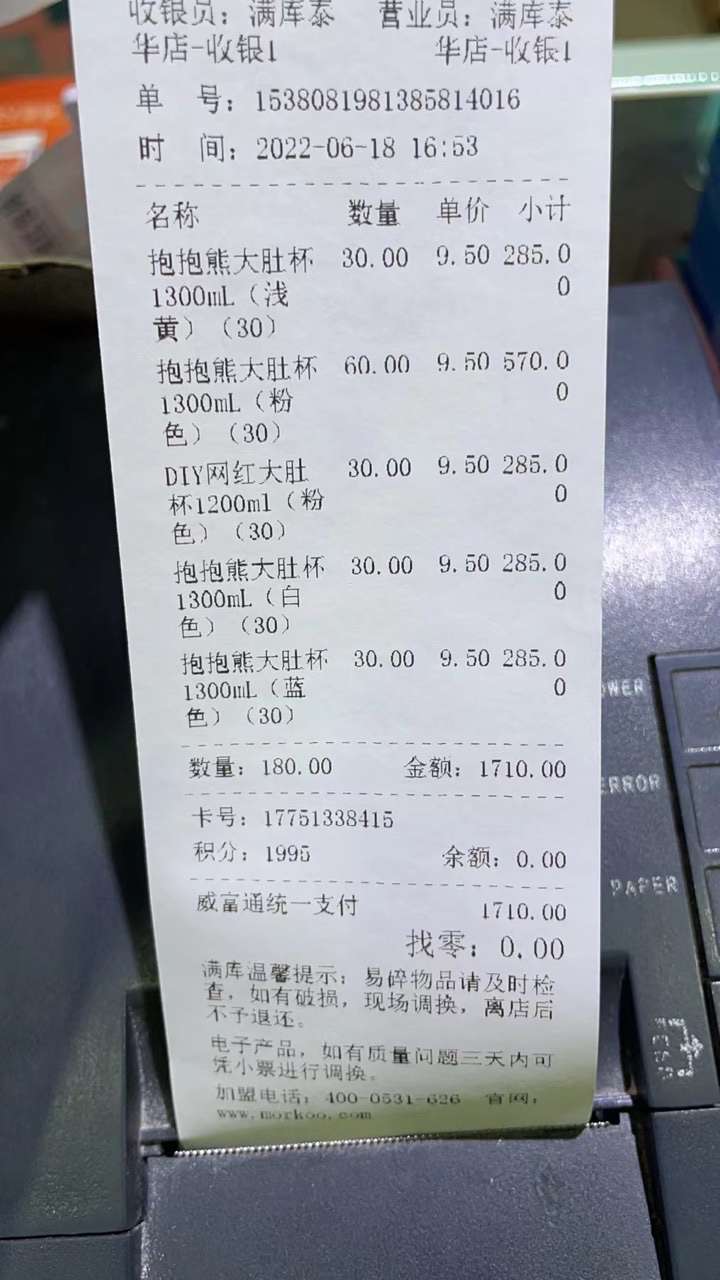 收银员：满库泰 营业员：满库泰
华店-收银1 华店-收银1
单 号：1538081981385814016
时 间：2022-06-18 16:53
名称 数量 单价 小计
抱抱熊大肚杯 30.00 9.50 285.0
1300mL（浅 0
黄）（30）
抱抱熊大肚杯 60.00 9.50 570.0
1300mL（粉 0
色）（30）
DIY网红大肚 30.00 9.50 285.0
杯1200ml（粉 0
色）（30）
抱抱熊大肚杯 30.00 9.50 285.0
1300mL（白 0
色）（30）
抱抱熊大肚杯 30.00 9.50 285.0
1300mL（蓝 0
色）（30）
数量：180.00 金额：1710.00
卡号：17751338415
积分：1995 余额：0.00
威富通统一支付 1710.00
找零：0.00
满库温馨提示：易碎物品请及时检
查，如有破损，现场调换，离店后
不予退还。
电子产品，如有质量问题三天内可
凭小票进行调换。
加盟电话：400-0531-626 官网：
www.morkoo.com
OWER
ERROR
PAPER